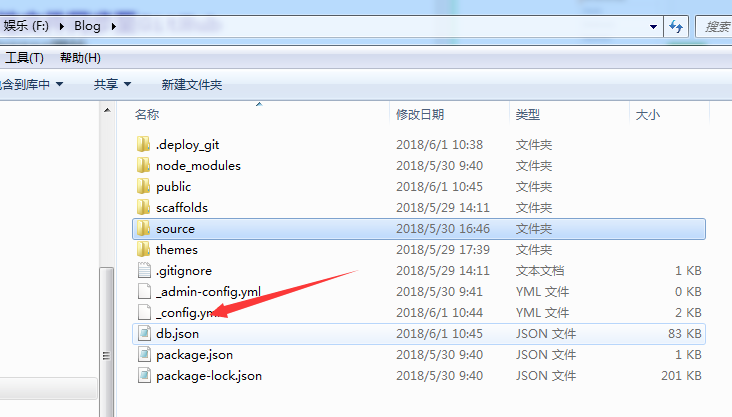 娱乐 (F:) Blog 搜索
工具(T) 帮助(H)
含到库中 共享 新建文件夹
名称 修改日期 类型 大小
.deploy_git 2018/6/1 10:38 文件夹
node_modules 2018/5/30 9:40 文件夹
public 2018/6/1 10:45 文件夹
scaffolds 2018/5/29 14:11 文件夹
source 2018/5/30 16:46 文件夹
themes 2018/5/29 17:39 文件夹
.gitignore 2018/5/29 14:11 文本文档 1 KB
_admin-config.yml 2018/5/30 9:41 YML 文件 0 KB
_config.yml 2018/6/1 10:44 YML 文件 2 KB
db.json 2018/6/1 10:45 JSON 文件 83 KB
package.json 2018/5/30 9:40 JSON 文件 1 KB
package-lock.json 2018/5/30 9:40 JSON 文件 201 KB